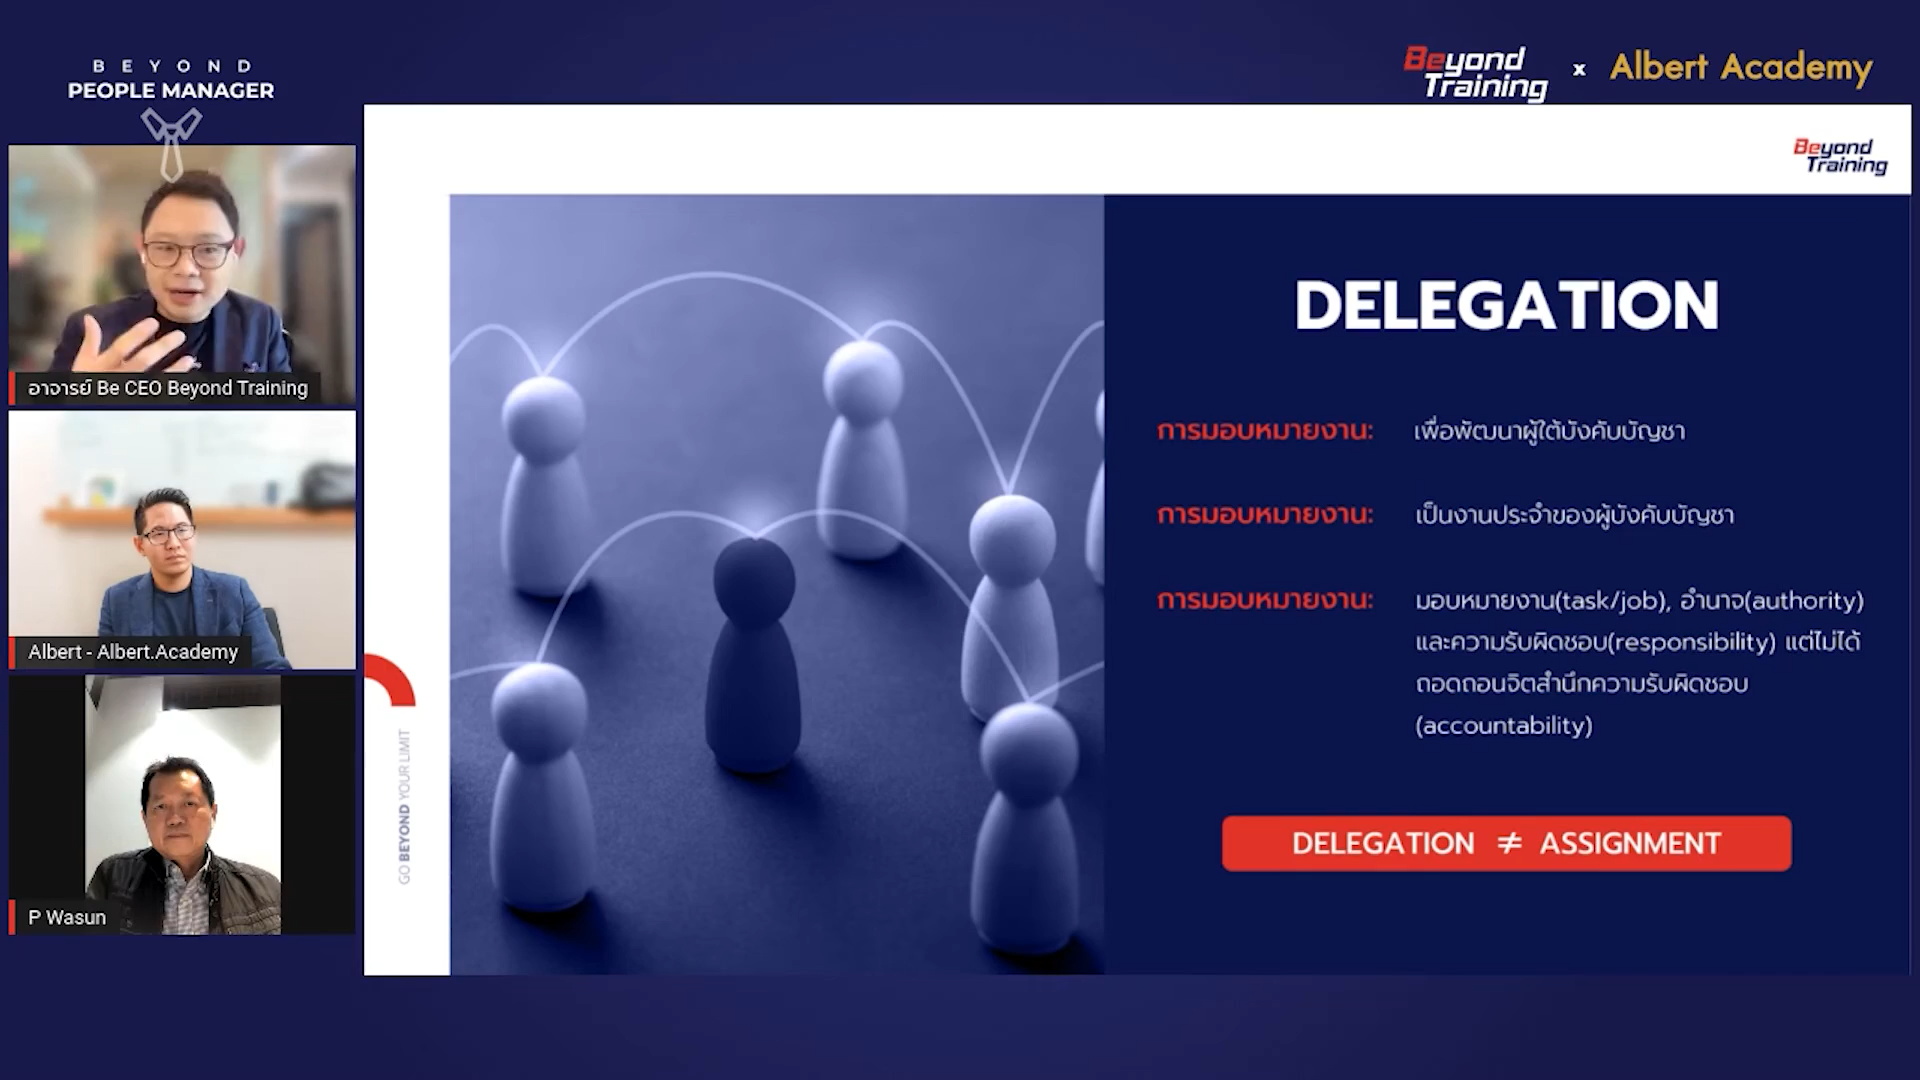 BEYOND
PEOPLE MANAGER
Beyond
Training
x
Albert Academy
อาจารย์ Be CEO Beyond Training
Albert - Albert.Academy
P Wasun
Beyond
Training
GO BEYOND YOUR LIMIT
DELEGATION
การมอบหมายงาน: เพื่อพัฒนาผู้ใต้บังคับบัญชา
การมอบหมายงาน: เป็นงานประจำของผู้บังคับบัญชา
การมอบหมายงาน: มอบหมายงาน(task/job), อำนาจ(authority)
และความรับผิดชอบ(responsibility) แต่ไม่ได้
ถอดถอนจิตสำนึกความรับผิดชอบ
(accountability)
DELEGATION ≠ ASSIGNMENT